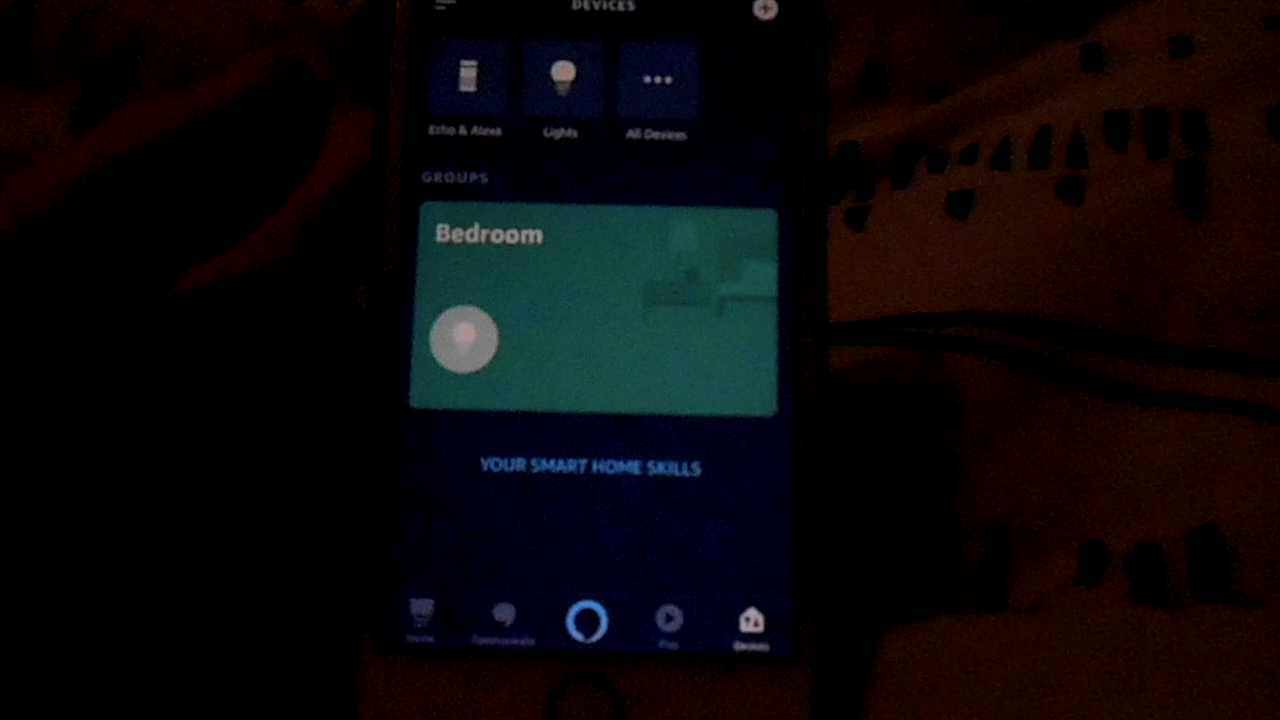 DEVICES
Echo & Alexa Lights All Devices
GROUPS
Bedroom
YOUR SMART HOME SKILLS
Devices